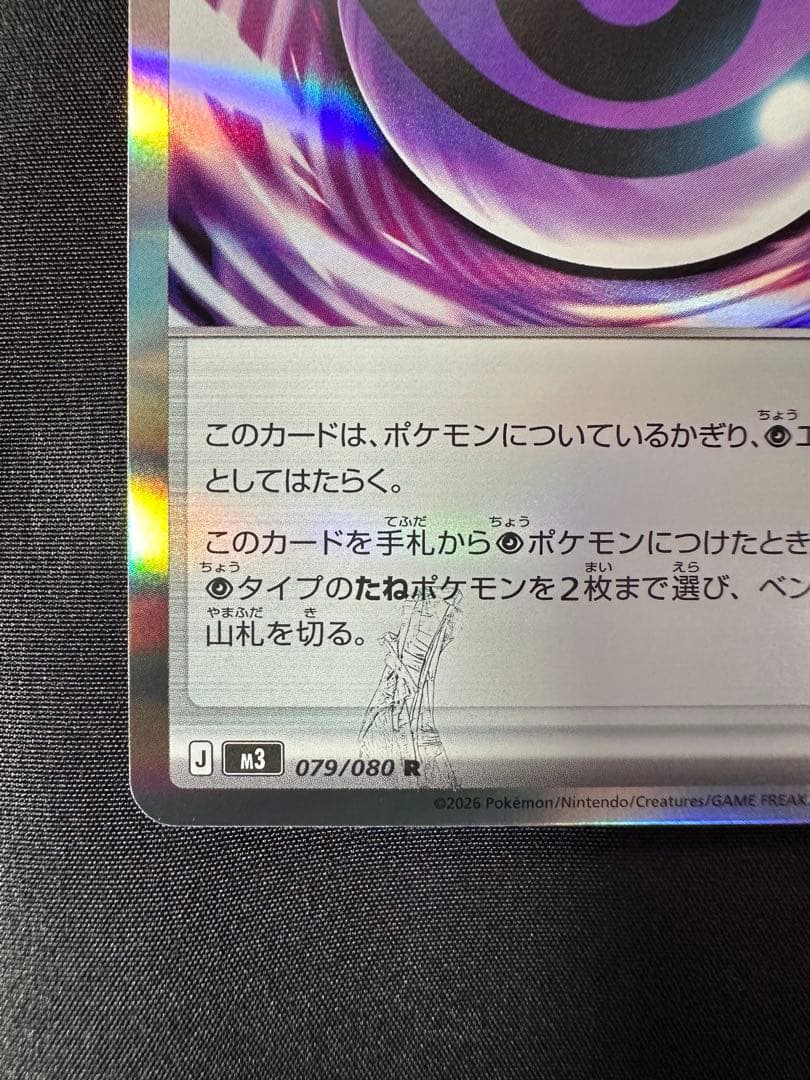 このカードは、ポケモンについているかぎり、ちょうエ
としてはたらく。
このカードを手札てふだからちょうポケモンにつけたとき
ちょうタイプのたねポケモンを2枚まいまで選えらび、ベン
山札やまふだを切きる。
J M3 079/080 R
©2026 Pokémon/Nintendo/Creatures/GAME FREAK.